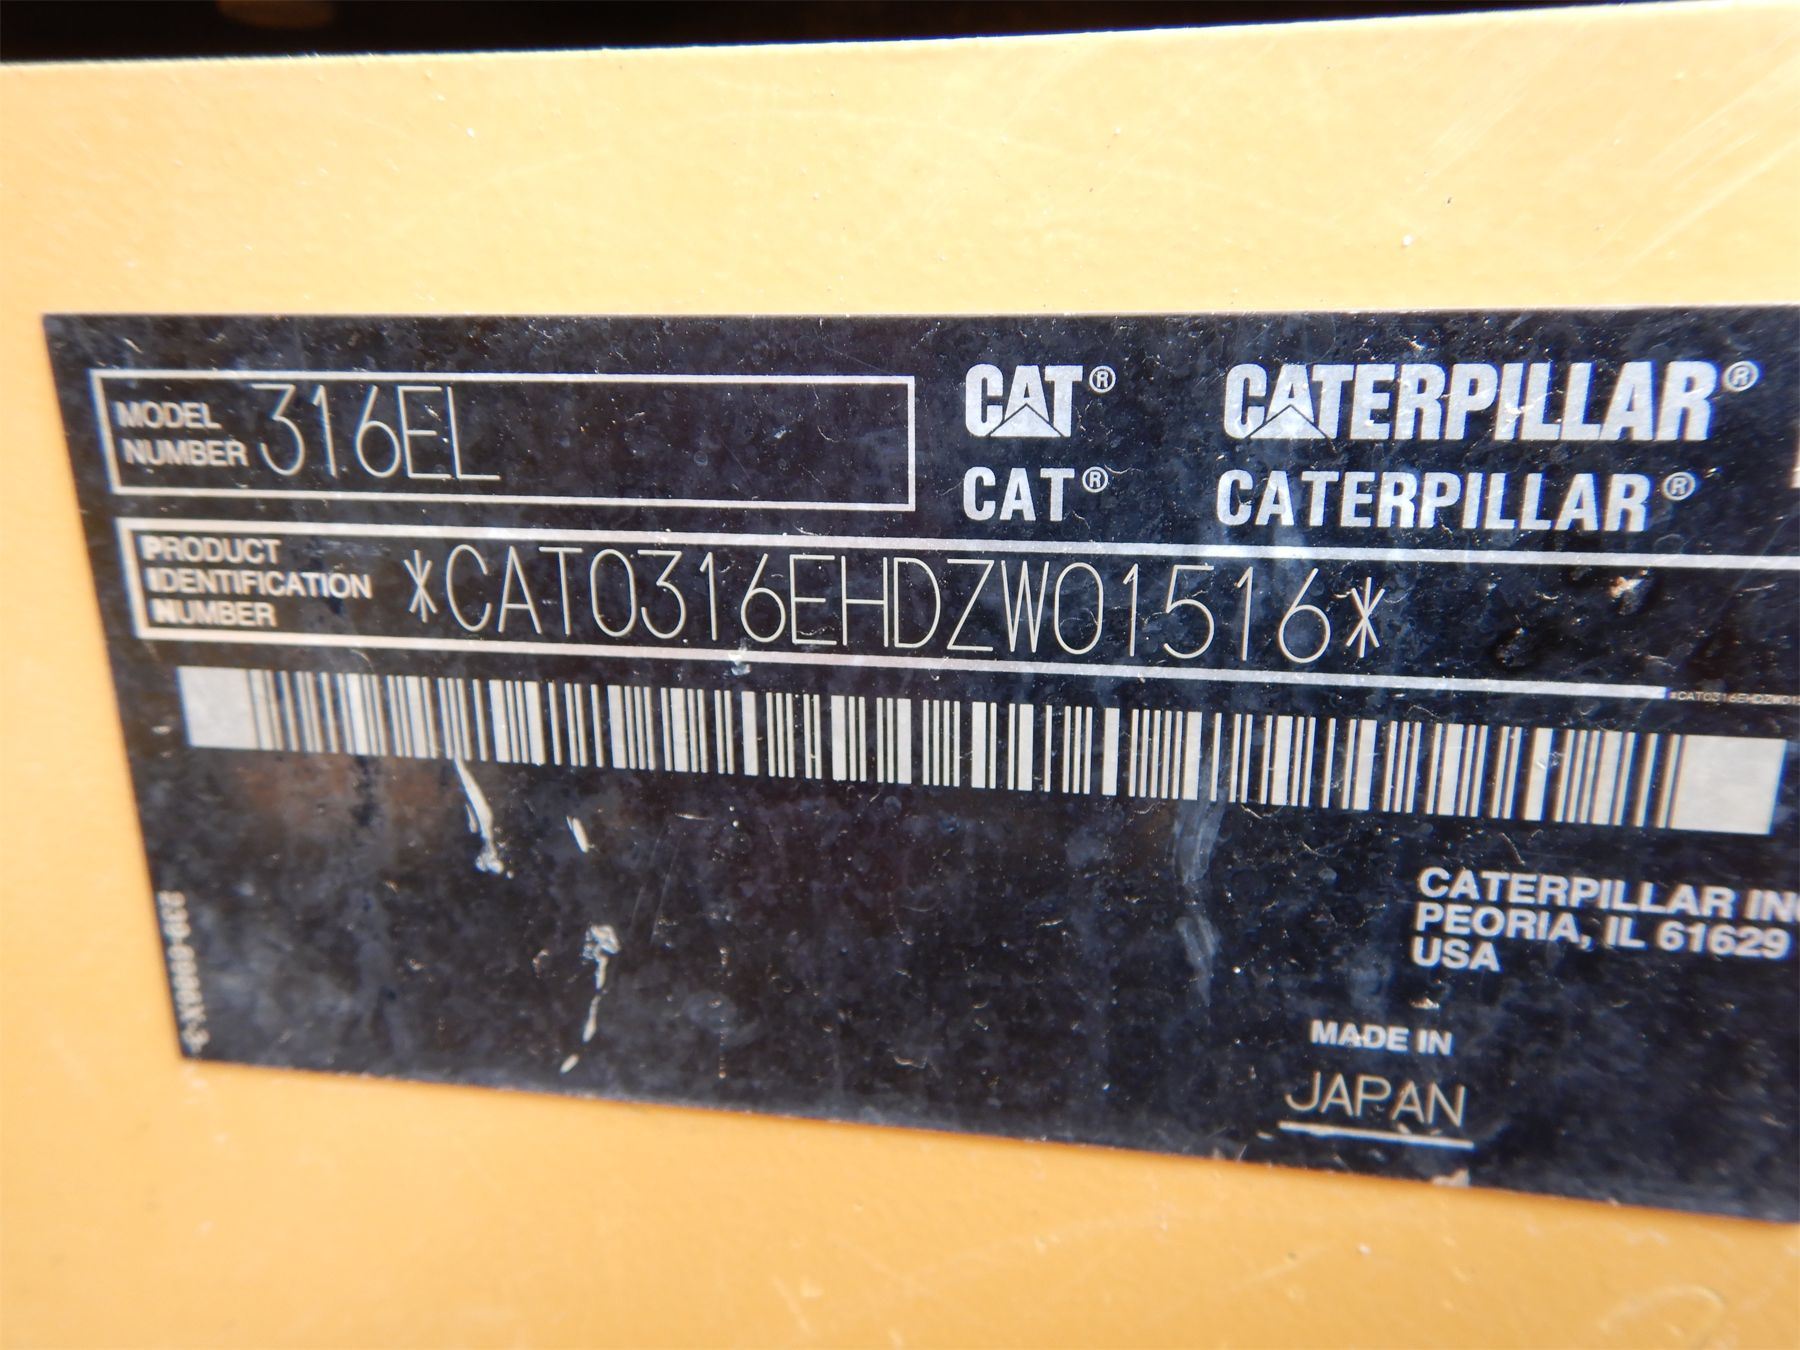 MODEL
NUMBER 316EL
CAT® CATERPILLAR®
CAT® CATERPILLAR®
PRODUCT
IDENTIFICATION
NUMBER
*CAT0316EHDZW01516*
*CAT0316EHDZW01
CATERPILLAR INC
PEORIA, IL 61629
USA
MADE IN
JAPAN